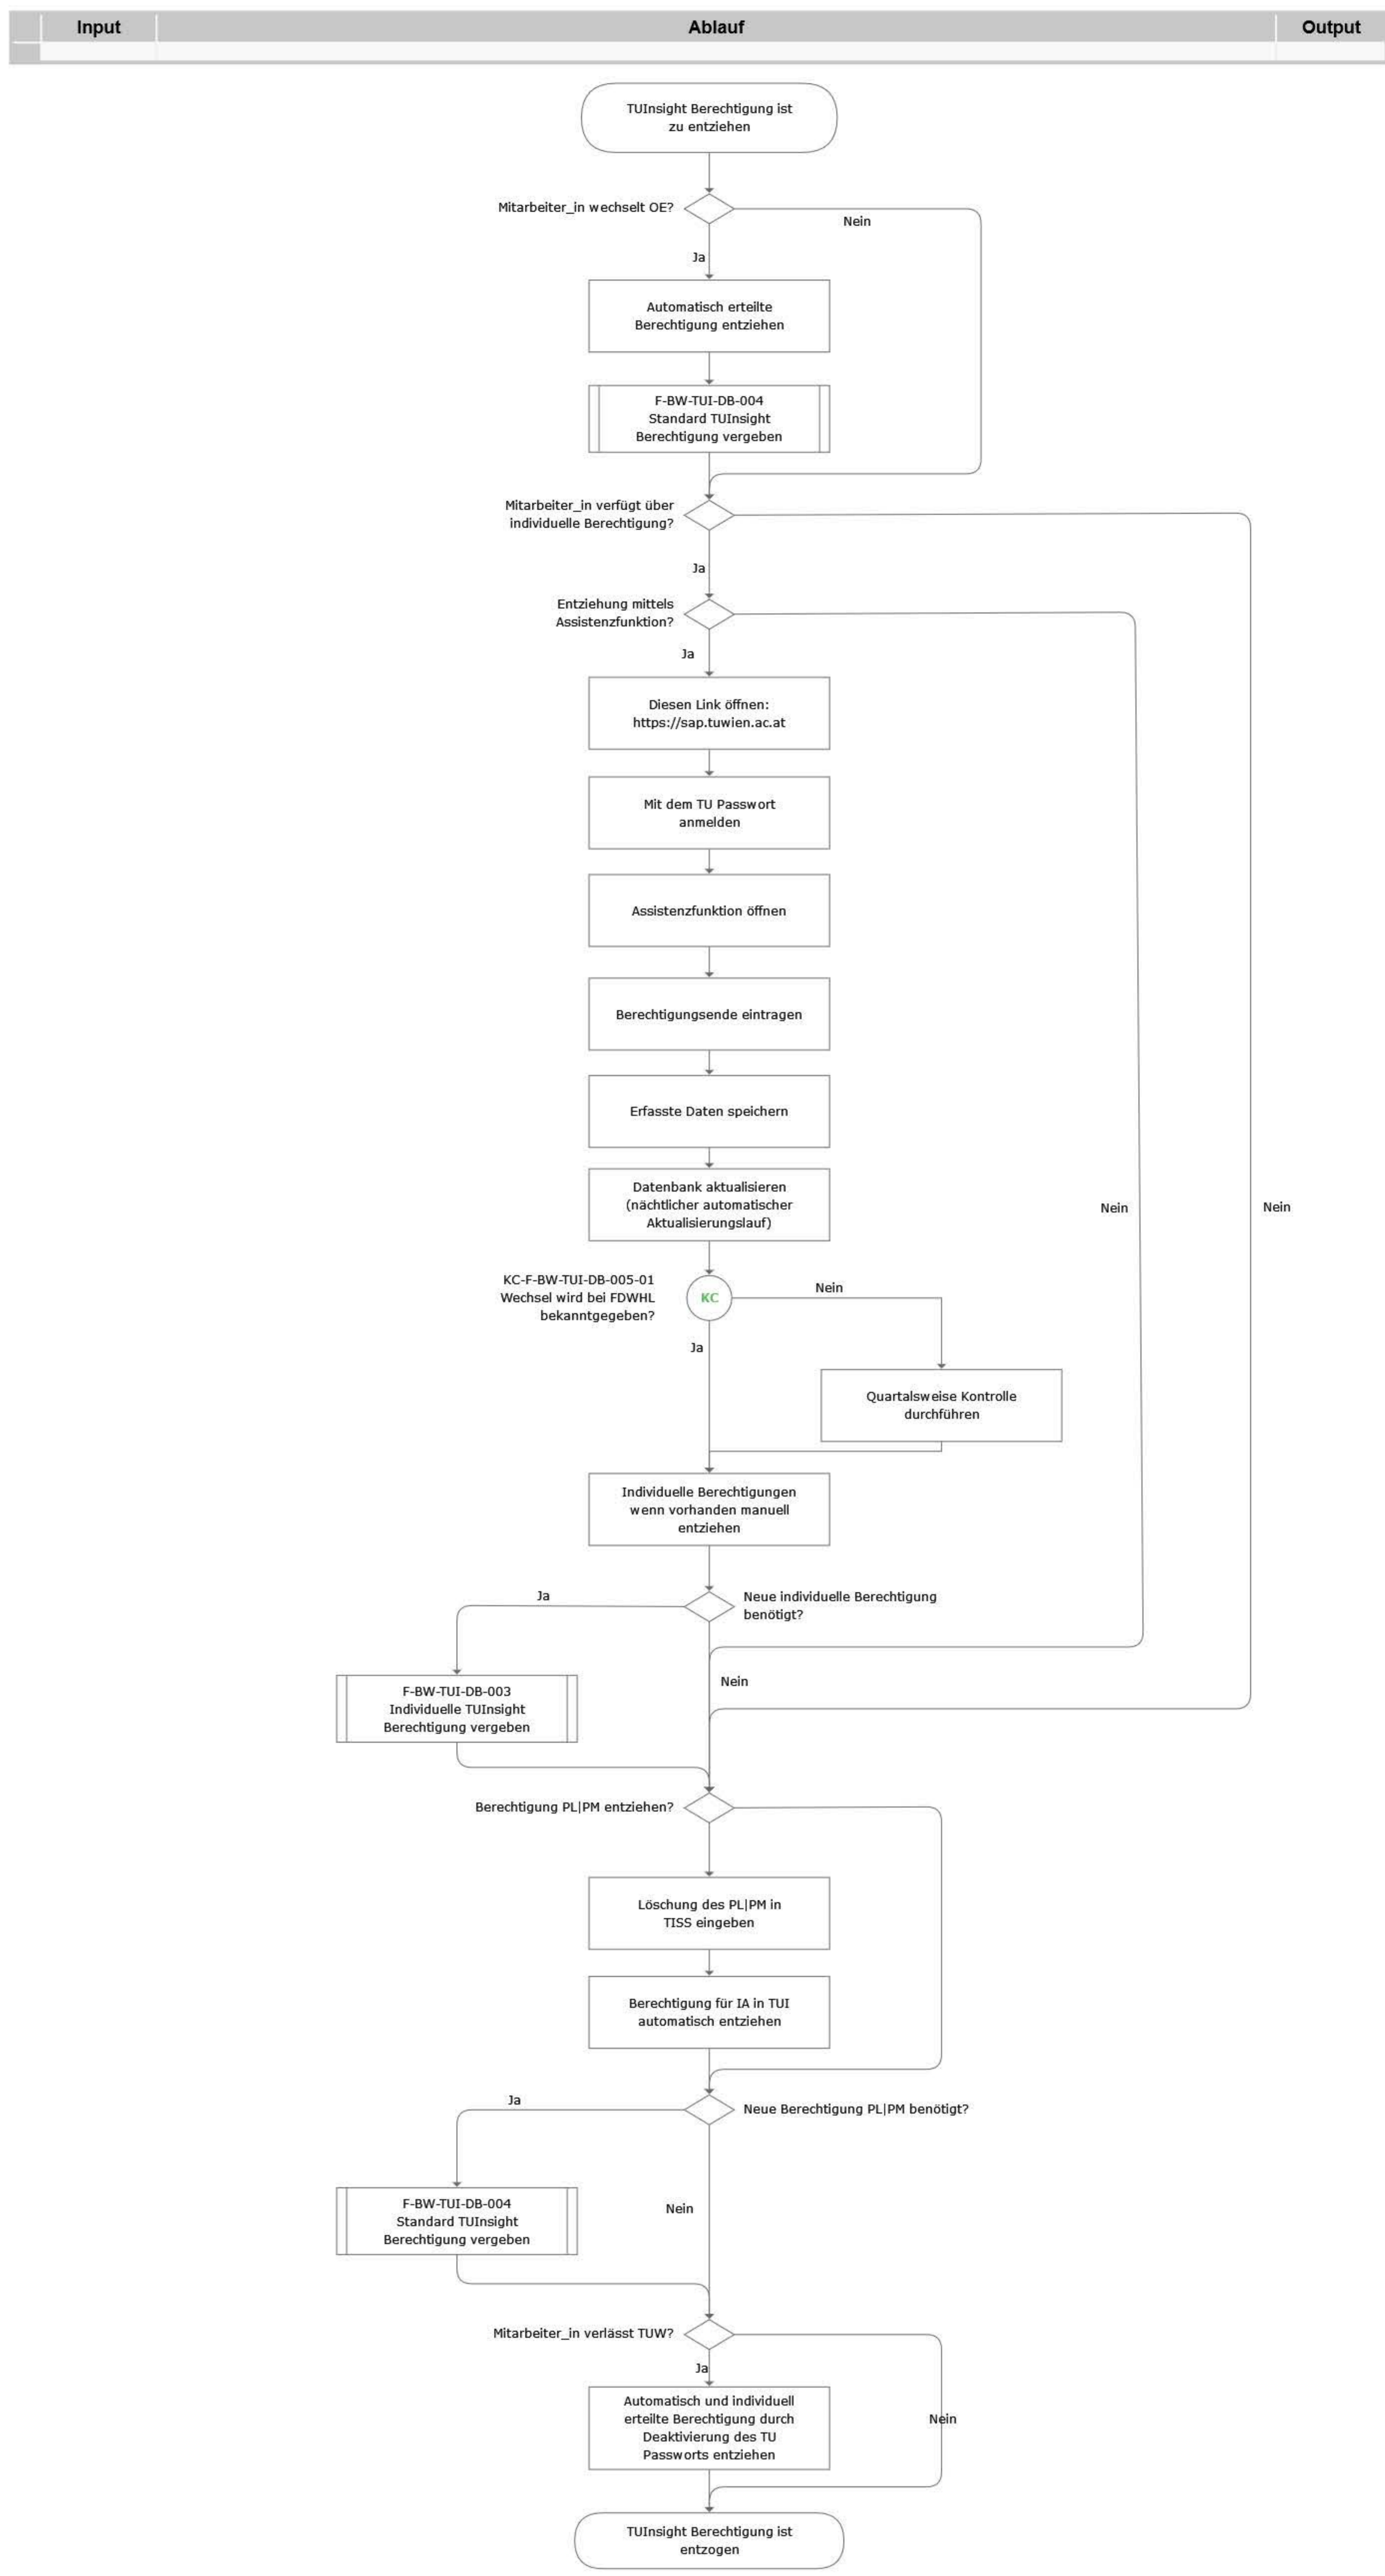 Input
Ablauf
Output
TUInsight Berechtigung ist
zu entziehen
Mitarbeiter_in wechselt OE?
Nein
Ja
Automatisch erteilte
Berechtigung entziehen
F-BW-TUI-DB-004
Standard TUInsight
Berechtigung vergeben
Mitarbeiter_in verfügt über
individuelle Berechtigung?
Ja
Entziehung mittels
Assistenzfunktion?
Ja
Diesen Link öffnen:
https://sap.tuwien.ac.at
Mit dem TU Passwort
anmelden
Assistenzfunktion öffnen
Berechtigungsende eintragen
Erfasste Daten speichern
Datenbank aktualisieren
(nächtlicher automatischer
Aktualisierungslauf)
Nein
Nein
KC-F-BW-TUI-DB-005-01
Wechsel wird bei FDWHL
bekanntgegeben?
KC
Nein
Ja
Quartalsweise Kontrolle
durchführen
Individuelle Berechtigungen
wenn vorhanden manuell
entziehen
Ja
Neue individuelle Berechtigung
benötigt?
Nein
F-BW-TUI-DB-003
Individuelle TUInsight
Berechtigung vergeben
Berechtigung PL|PM entziehen?
Löschung des PL|PM in
TISS eingeben
Berechtigung für IA in TUI
automatisch entziehen
Ja
Neue Berechtigung PL|PM benötigt?
F-BW-TUI-DB-004
Standard TUInsight
Berechtigung vergeben
Nein
Mitarbeiter_in verlässt TUW?
Ja
Automatisch und individuell
erteilte Berechtigung durch
Deaktivierung des TU
Passworts entziehen
Nein
TUInsight Berechtigung ist
entzogen